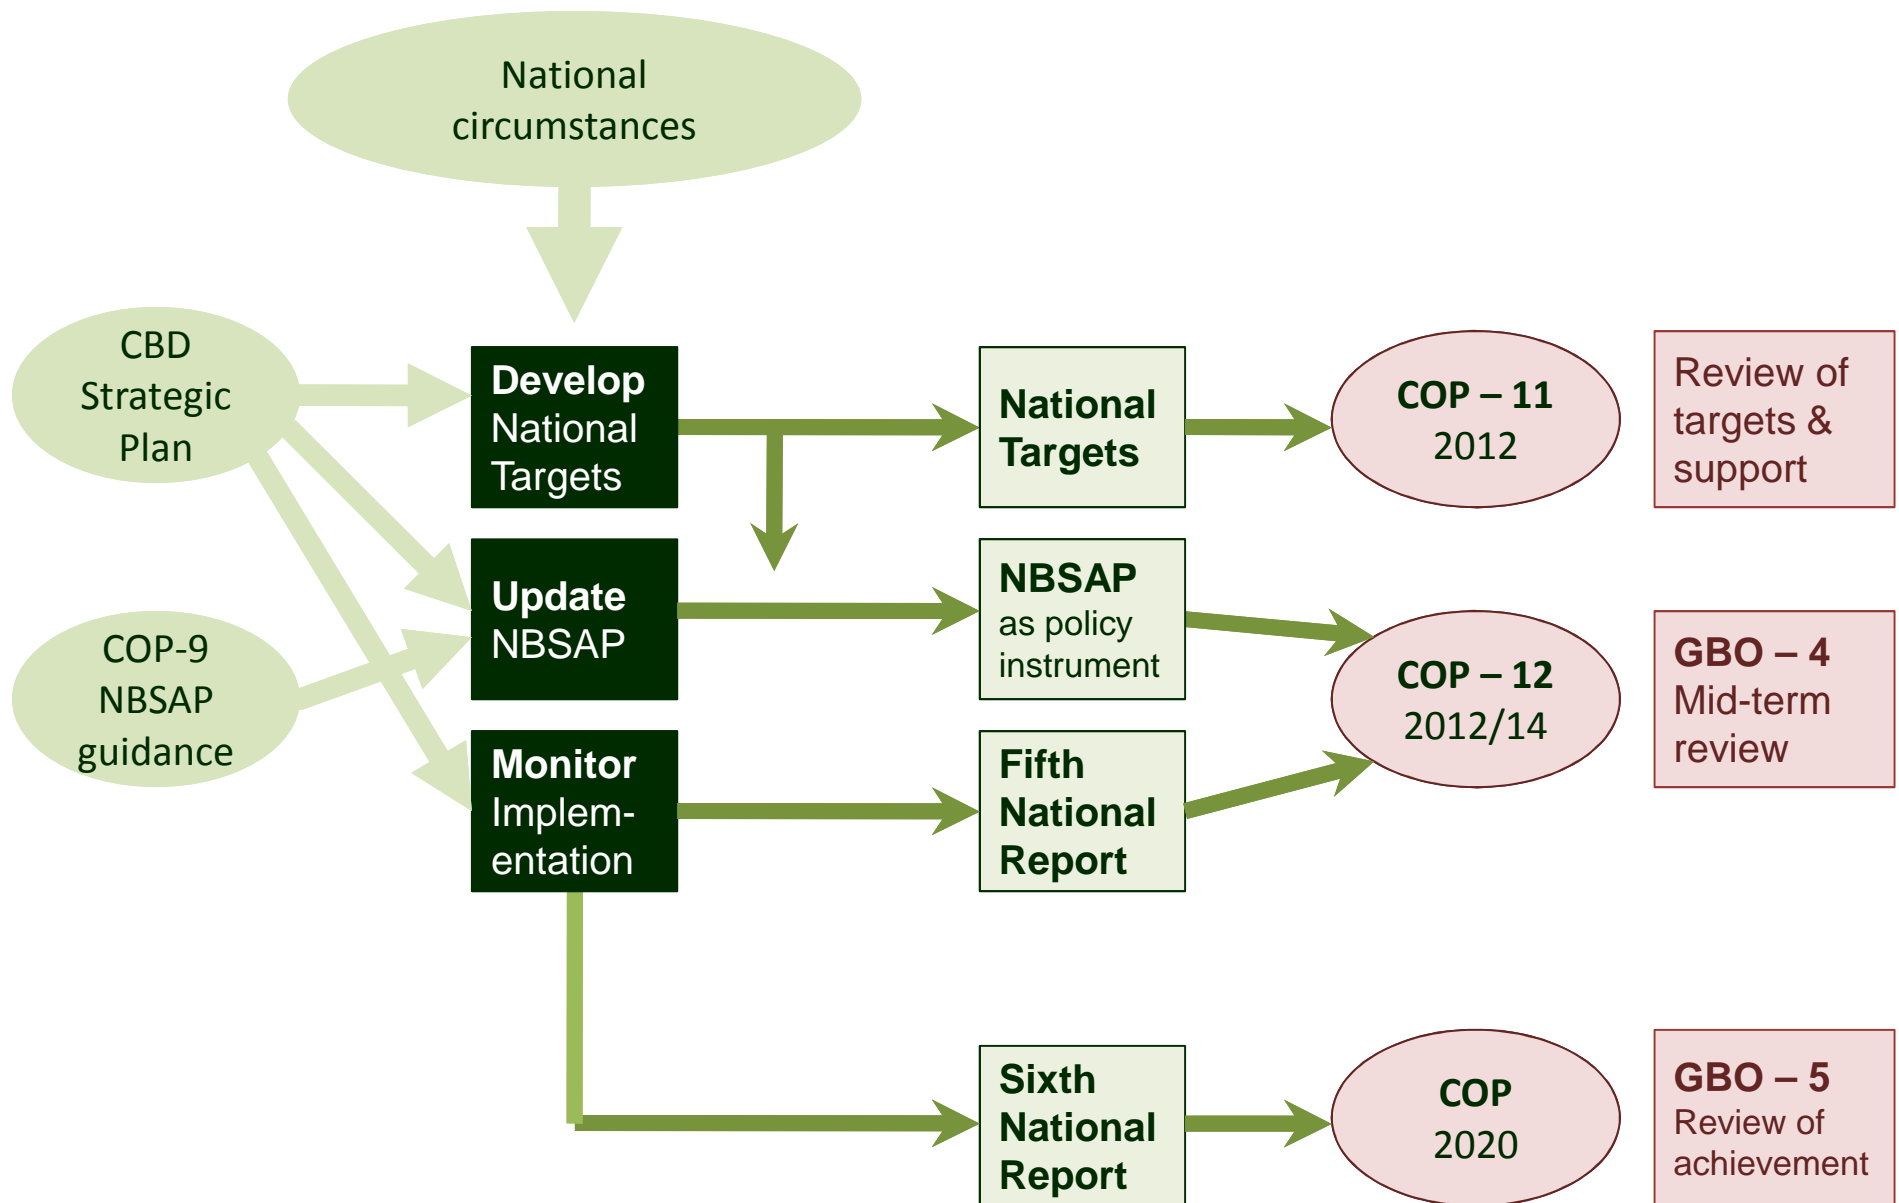 National
circumstances
CBD
Strategic
Plan
Develop
National
Targets
National
Targets
COP – 11
2012
Review of
targets &
support
COP-9
NBSAP
guidance
Update
NBSAP
NBSAP
as policy
instrument
COP – 12
2012/14
GBO – 4
Mid-term
review
Monitor
Implem-
entation
Fifth
National
Report
Sixth
National
Report
COP
2020
GBO – 5
Review of
achievement